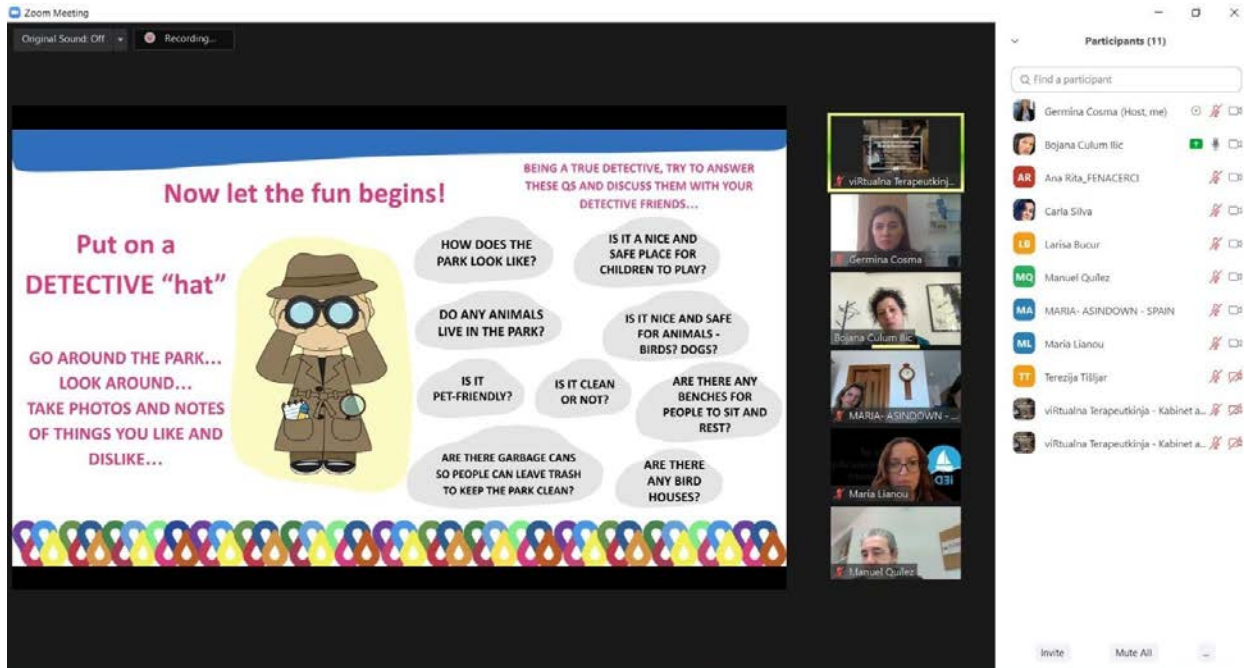 Zoom Meeting
Original Sound: Off
Recording...
Now let the fun begins!
BEING A TRUE DETECTIVE, TRY TO ANSWER
THESE QS AND DISCUSS THEM WITH YOUR
DETECTIVE FRIENDS...
Put on a
DETECTIVE "hat"
GO AROUND THE PARK...
LOOK AROUND...
TAKE PHOTOS AND NOTES
OF THINGS YOU LIKE AND
DISLIKE...
HOW DOES THE
PARK LOOK LIKE?
IS IT A NICE AND
SAFE PLACE FOR
CHILDREN TO PLAY?
DO ANY ANIMALS
LIVE IN THE PARK?
IS IT NICE AND SAFE
FOR ANIMALS -
BIRDS? DOGS?
IS IT
PET-FRIENDLY?
IS IT CLEAN
OR NOT?
ARE THERE ANY
BENCHES FOR
PEOPLE TO SIT AND
REST?
ARE THERE GARBAGE CANS
SO PEOPLE CAN LEAVE TRASH
TO KEEP THE PARK CLEAN?
ARE THERE
ANY BIRD
HOUSES?
viRtualna Terapeutkinj...
Germina Cosma
Bojana Culum Ilic
MARIA- ASINDOWN - ...
Maria Lianou
Manuel Quílez
Participants (11)
Find a participant
Germina Cosma (Host, me)
Bojana Culum Ilic
AR Ana Rita_FENACERCI
Carla Silva
LB Larisa Bucur
MQ Manuel Quílez
MA MARIA- ASINDOWN - SPAIN
ML Maria Lianou
TT Terezija Tišljar
viRtualna Terapeutkinja - Kabinet a...
viRtualna Terapeutkinja - Kabinet a...
Invite
Mute All
...